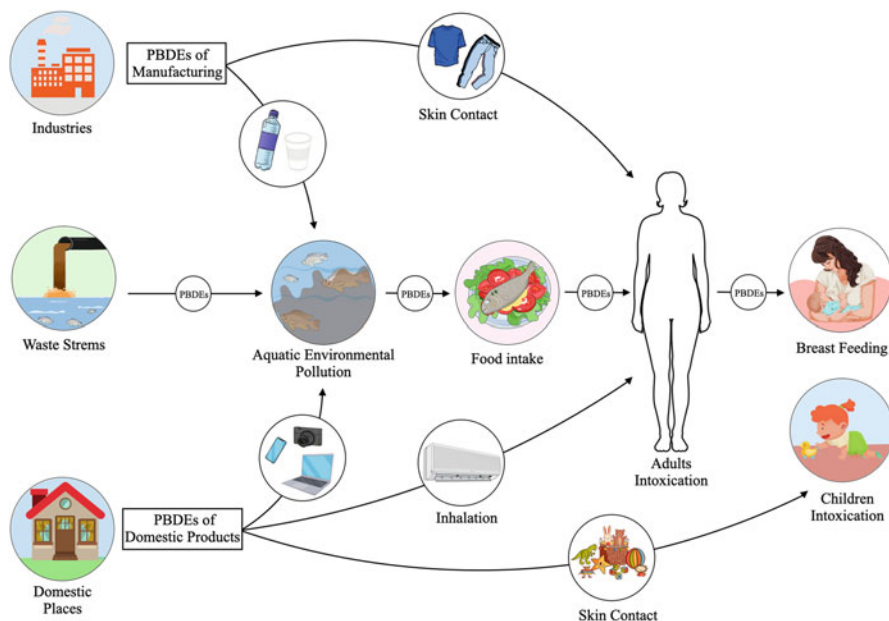 PBDEs of
Manufacturing
Industries
Skin Contact
PBDEs
PBDEs
PBDEs
PBDEs
Waste Strems
Aquatic Environmental
Pollution
Food intake
Breast Feeding
Adults
Intoxication
PBDEs of
Domestic Products
Inhalation
Children
Intoxication
Domestic
Places
Skin Contact